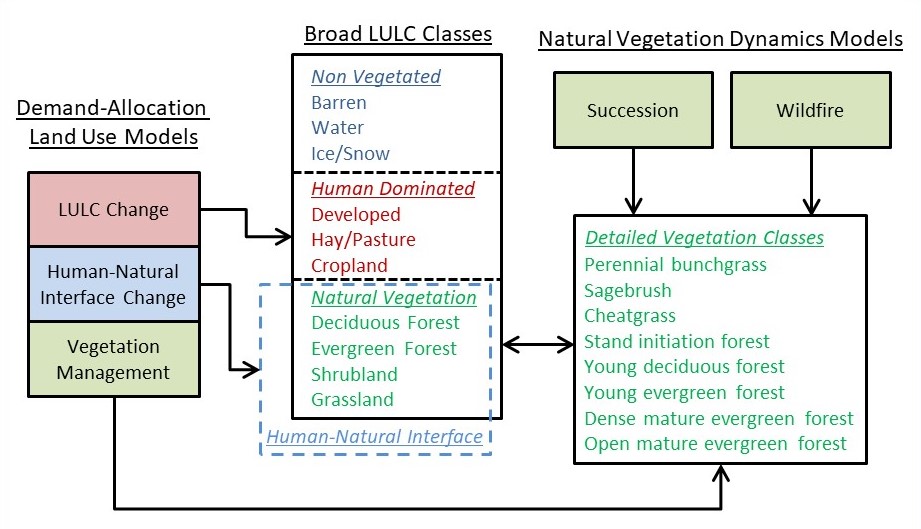 Demand-Allocation
Land Use Models
LULC Change
Human-Natural
Interface Change
Vegetation
Management
Broad LULC Classes
Non Vegetated
Barren
Water
Ice/Snow
Human Dominated
Developed
Hay/Pasture
Cropland
Natural Vegetation
Deciduous Forest
Evergreen Forest
Shrubland
Grassland
Human-Natural Interface
Natural Vegetation Dynamics Models
Succession
Wildfire
Detailed Vegetation Classes
Perennial bunchgrass
Sagebrush
Cheatgrass
Stand initiation forest
Young deciduous forest
Young evergreen forest
Dense mature evergreen forest
Open mature evergreen forest